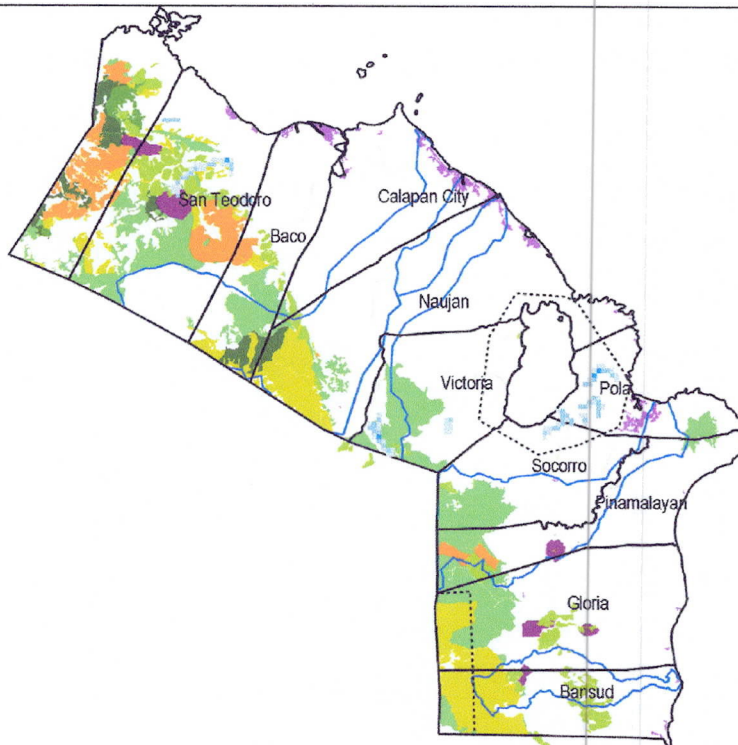 San Teodoro
Calapan City
Baco
Naujan
Victoria
Pola
Socorro
Pinamalayan
Gloria
Bansud